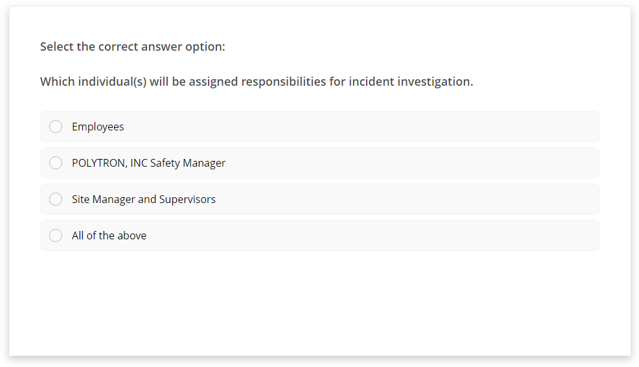 Select the correct answer option:
Which individual(s) will be assigned responsibilities for incident investigation.
Employees
POLYTRON, INC Safety Manager
Site Manager and Supervisors
All of the above